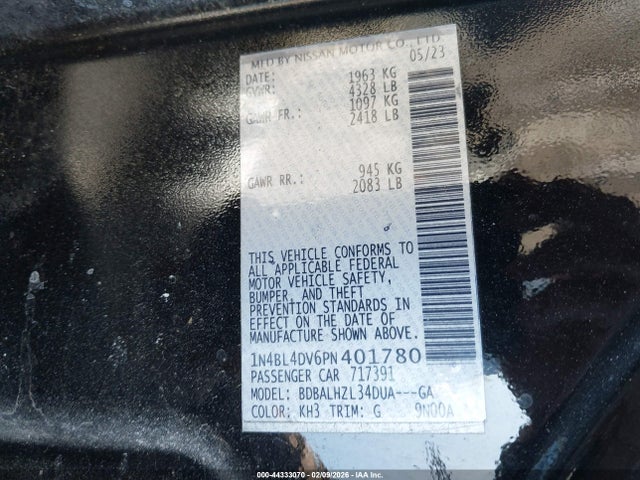 MFD BY NISSAN MOTOR CO., LTD.
DATE: 05/23
GVWR: 1963 KG
4328 LB
GAWR FR.: 1097 KG
2418 LB
GAWR RR.: 945 KG
2083 LB
THIS VEHICLE CONFORMS TO
ALL APPLICABLE FEDERAL
MOTOR VEHICLE SAFETY,
BUMPER, AND THEFT
PREVENTION STANDARDS IN
EFFECT ON THE DATE OF
MANUFACTURE SHOWN ABOVE.
1N4BL4DV6PN401780
PASSENGER CAR 717391
MODEL: BDBALHZL34DUA---GA
COLOR: KH3 TRIM: G 9N00A
000-44333070 - 02/09/2026 - IAAI.COM